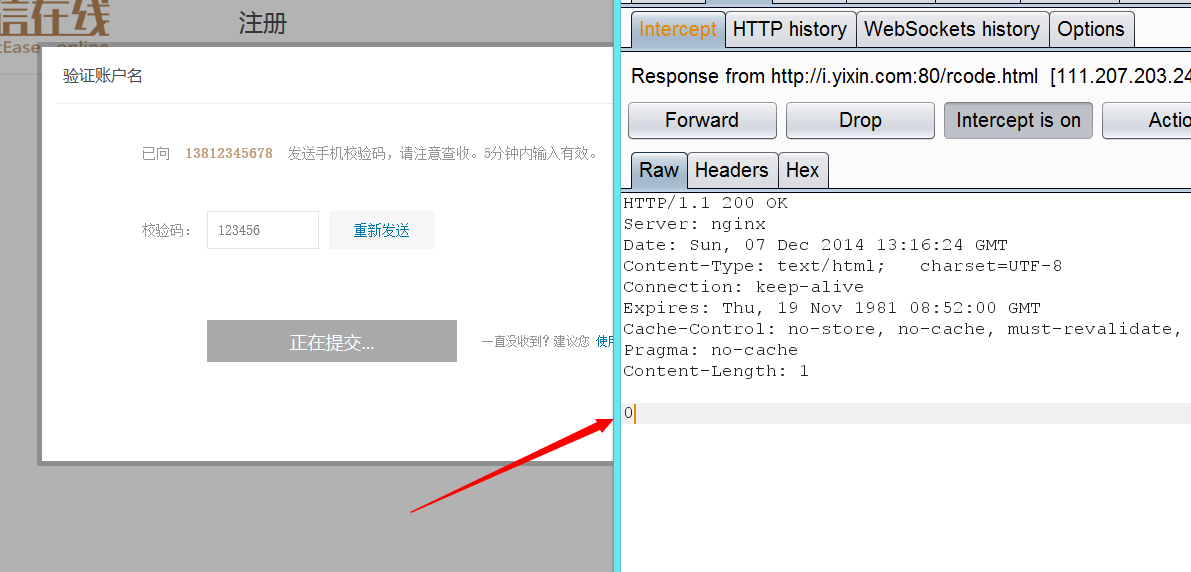 信在线
注册
验证账户名
已向 13812345678 发送手机校验码，请注意查收。5分钟内输入有效。
校验码： 123456 重新发送
正在提交... 一直没收到？建议您 使用
Intercept HTTP history WebSockets history Options
Response from http://i.yixin.com:80/rcode.html [111.207.203.24
Forward Drop Intercept is on Actio
Raw Headers Hex
HTTP/1.1 200 OK
Server: nginx
Date: Sun, 07 Dec 2014 13:16:24 GMT
Content-Type: text/html; charset=UTF-8
Connection: keep-alive
Expires: Thu, 19 Nov 1981 08:52:00 GMT
Cache-Control: no-store, no-cache, must-revalidate,
Pragma: no-cache
Content-Length: 1
0